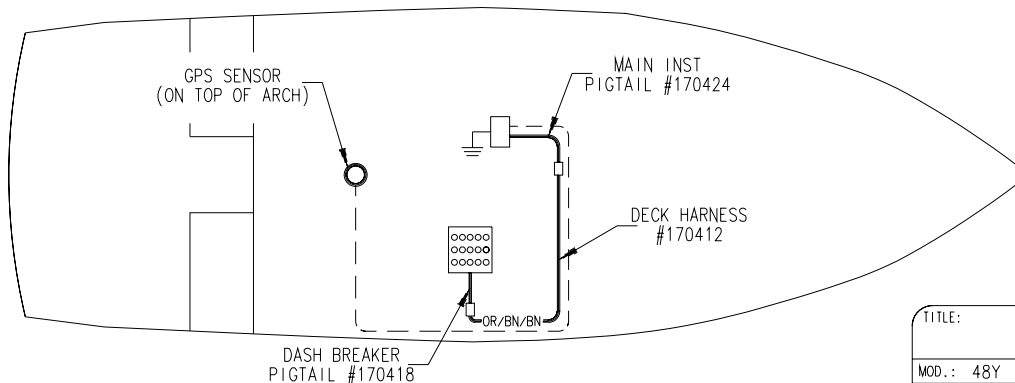 GPS SENSOR
(ON TOP OF ARCH)
MAIN INST
PIGTAIL #170424
DECK HARNESS
#170412
OR/BN/BN
DASH BREAKER
PIGTAIL #170418
TITLE:
MOD.: 48Y